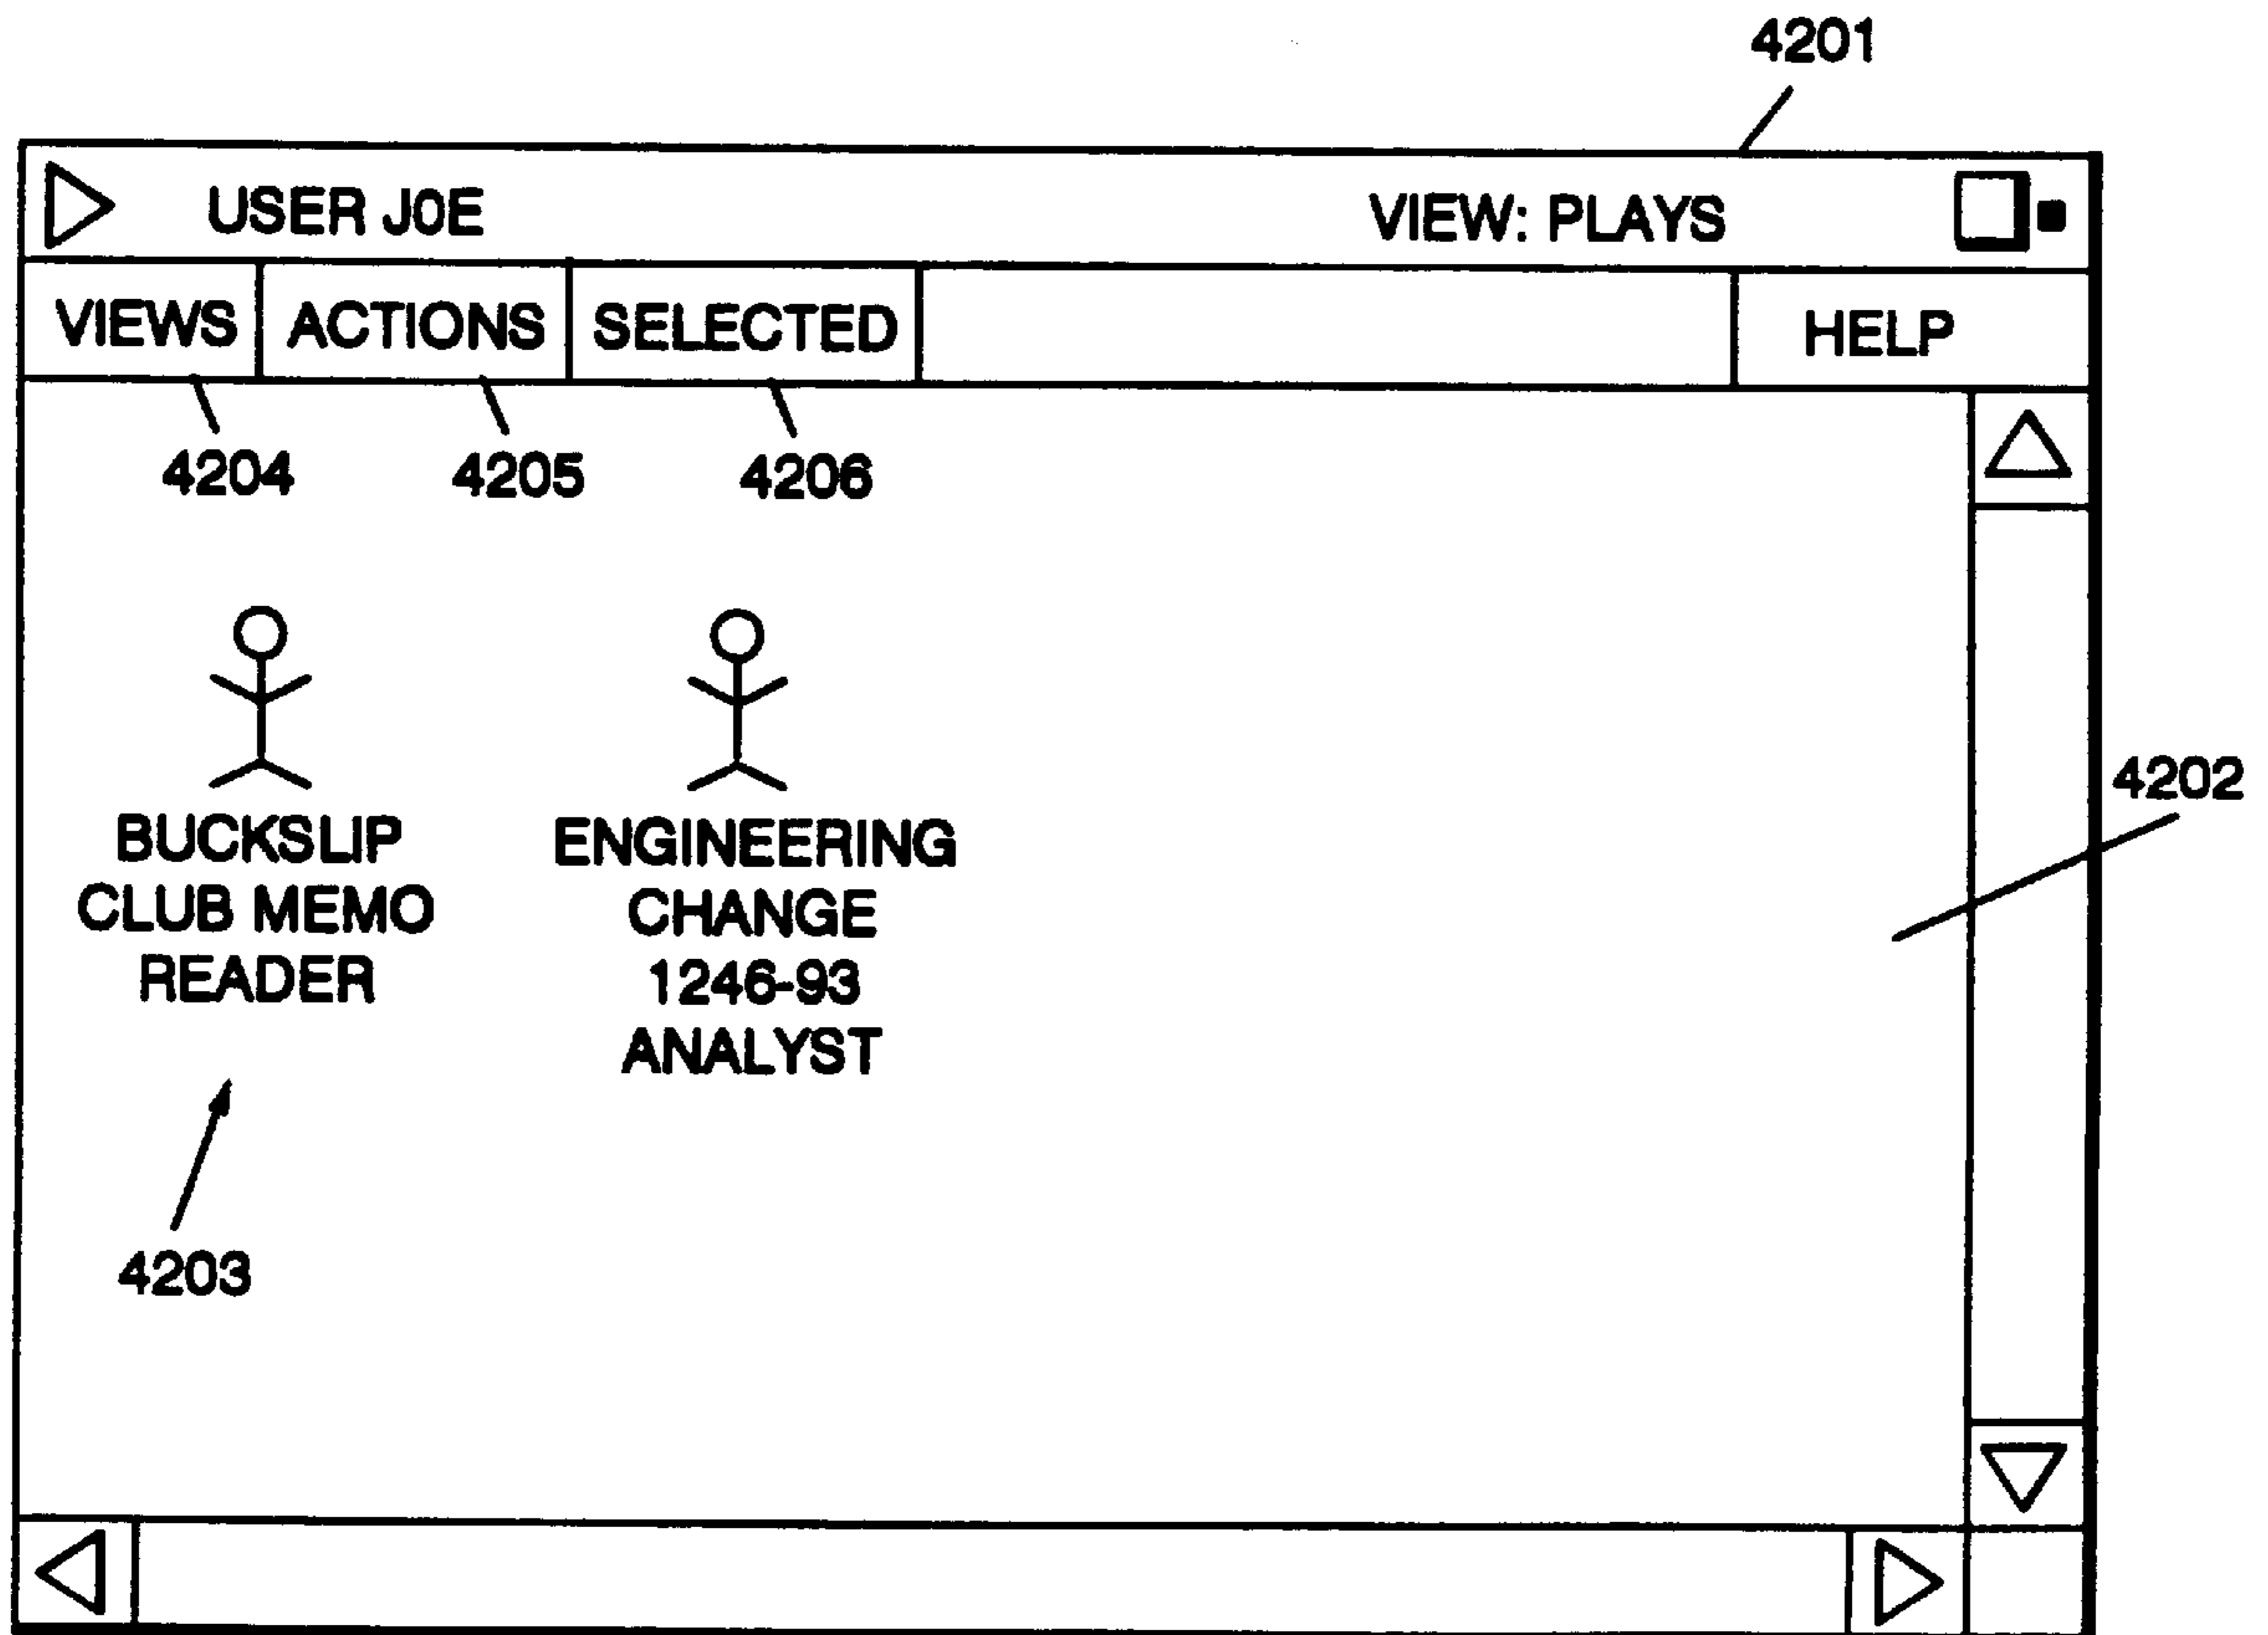 4201
USER JOE
VIEW: PLAYS
VIEWS
ACTIONS
SELECTED
HELP
4204
4205
4206
4202
BUCKSLIP
CLUB MEMO
READER
ENGINEERING
CHANGE
1246-93
ANALYST
4203